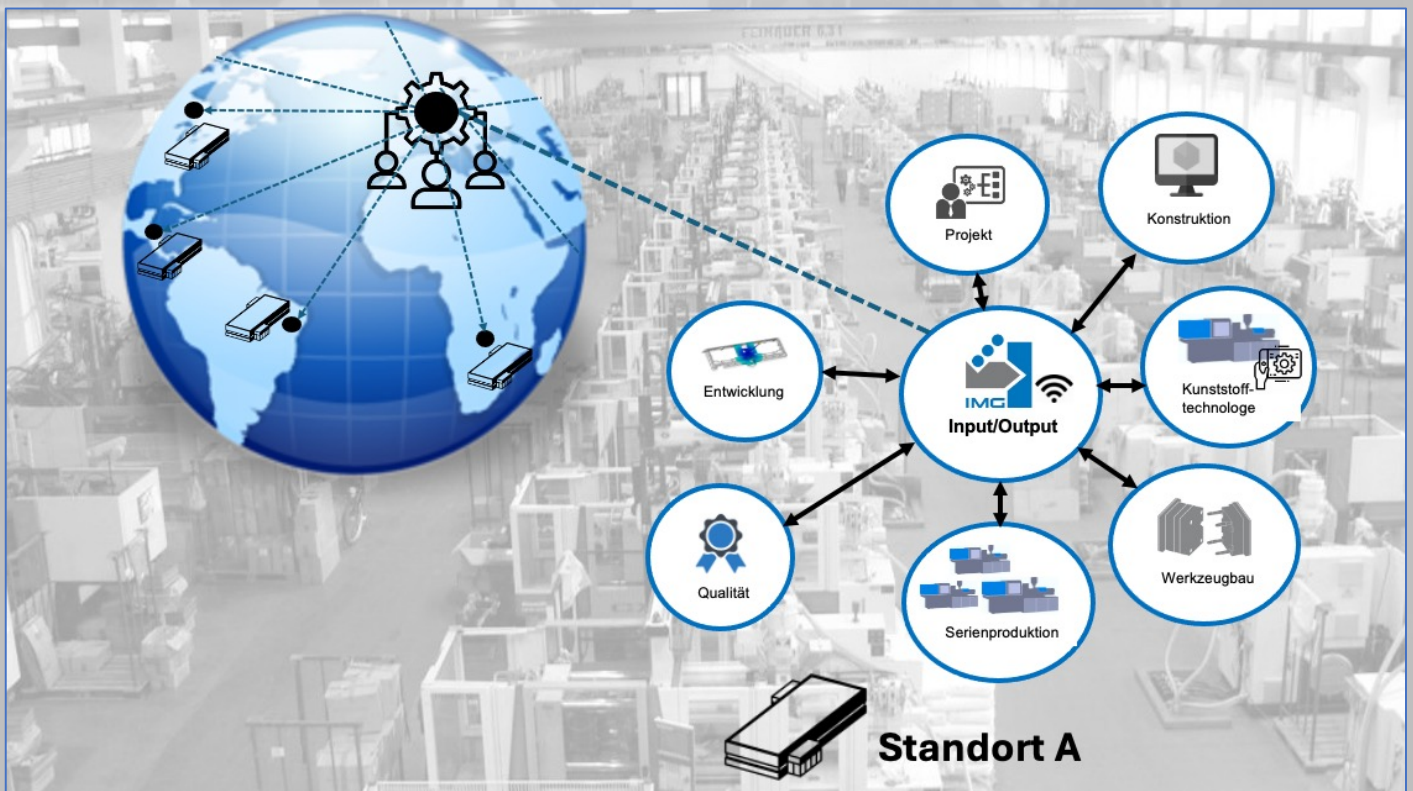 Projekt
Konstruktion
Entwicklung
IMG
Input/Output
Kunststoff-
technologe
Qualität
Serienproduktion
Werkzeugbau
Standort A